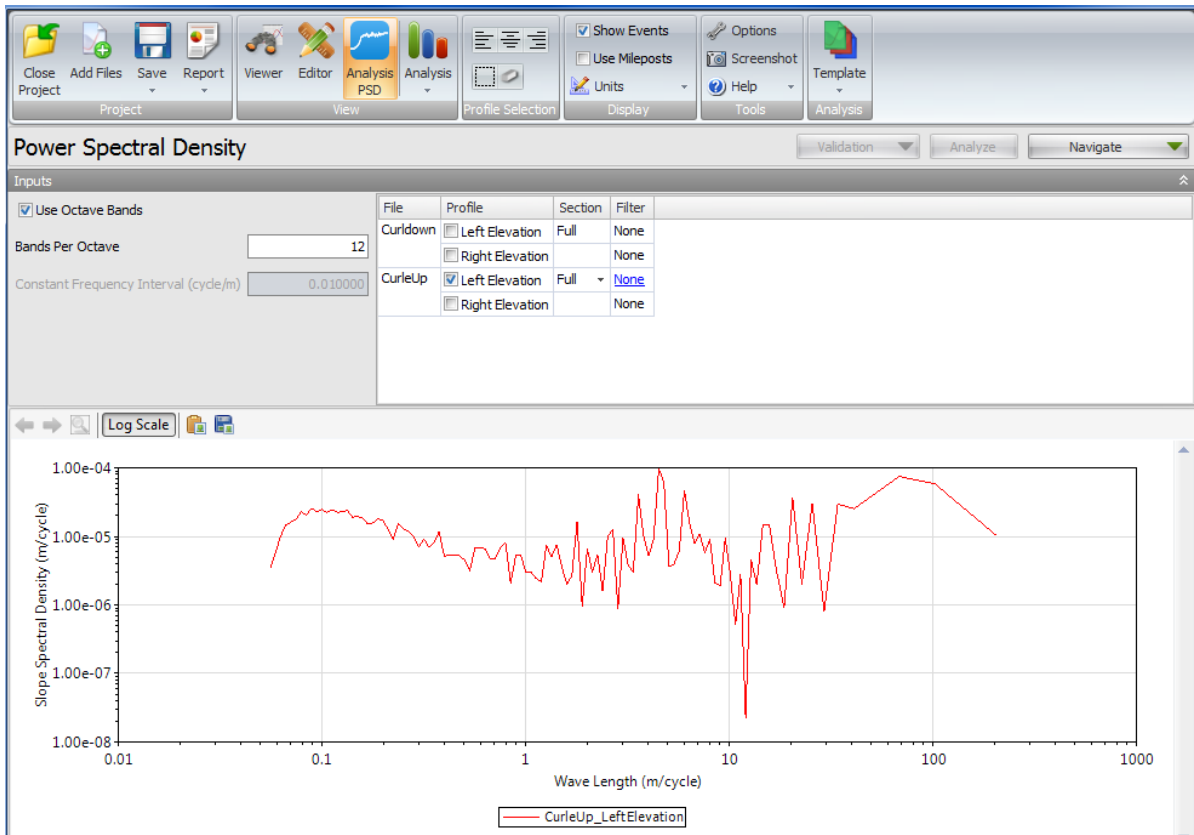 Close Project
Add Files
Save
Report
Viewer
Editor
Analysis PSD
Analysis
Show Events
Use Mileposts
Units
Options
Screenshot
Help
Template
Project
View
Profile Selection
Display
Tools
Analysis
Power Spectral Density
Validation
Analyze
Navigate
Inputs
Use Octave Bands
Bands Per Octave 12
Constant Frequency Interval (cycle/m) 0.010000
File Profile Section Filter
Curldown Left Elevation Full None
Right Elevation None
CurleUp Left Elevation Full None
Right Elevation None
Log Scale
Slope Spectral Density (m/cycle)
1.00e-04
1.00e-05
1.00e-06
1.00e-07
1.00e-08
0.01 0.1 1 10 100 1000
Wave Length (m/cycle)
CurleUp_LeftElevation